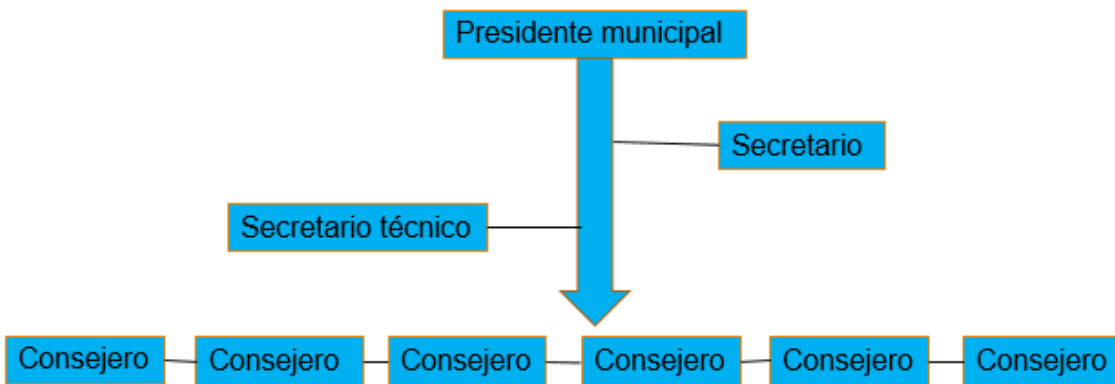 Presidente municipal
Secretario
Secretario técnico
Consejero
Consejero
Consejero
Consejero
Consejero
Consejero